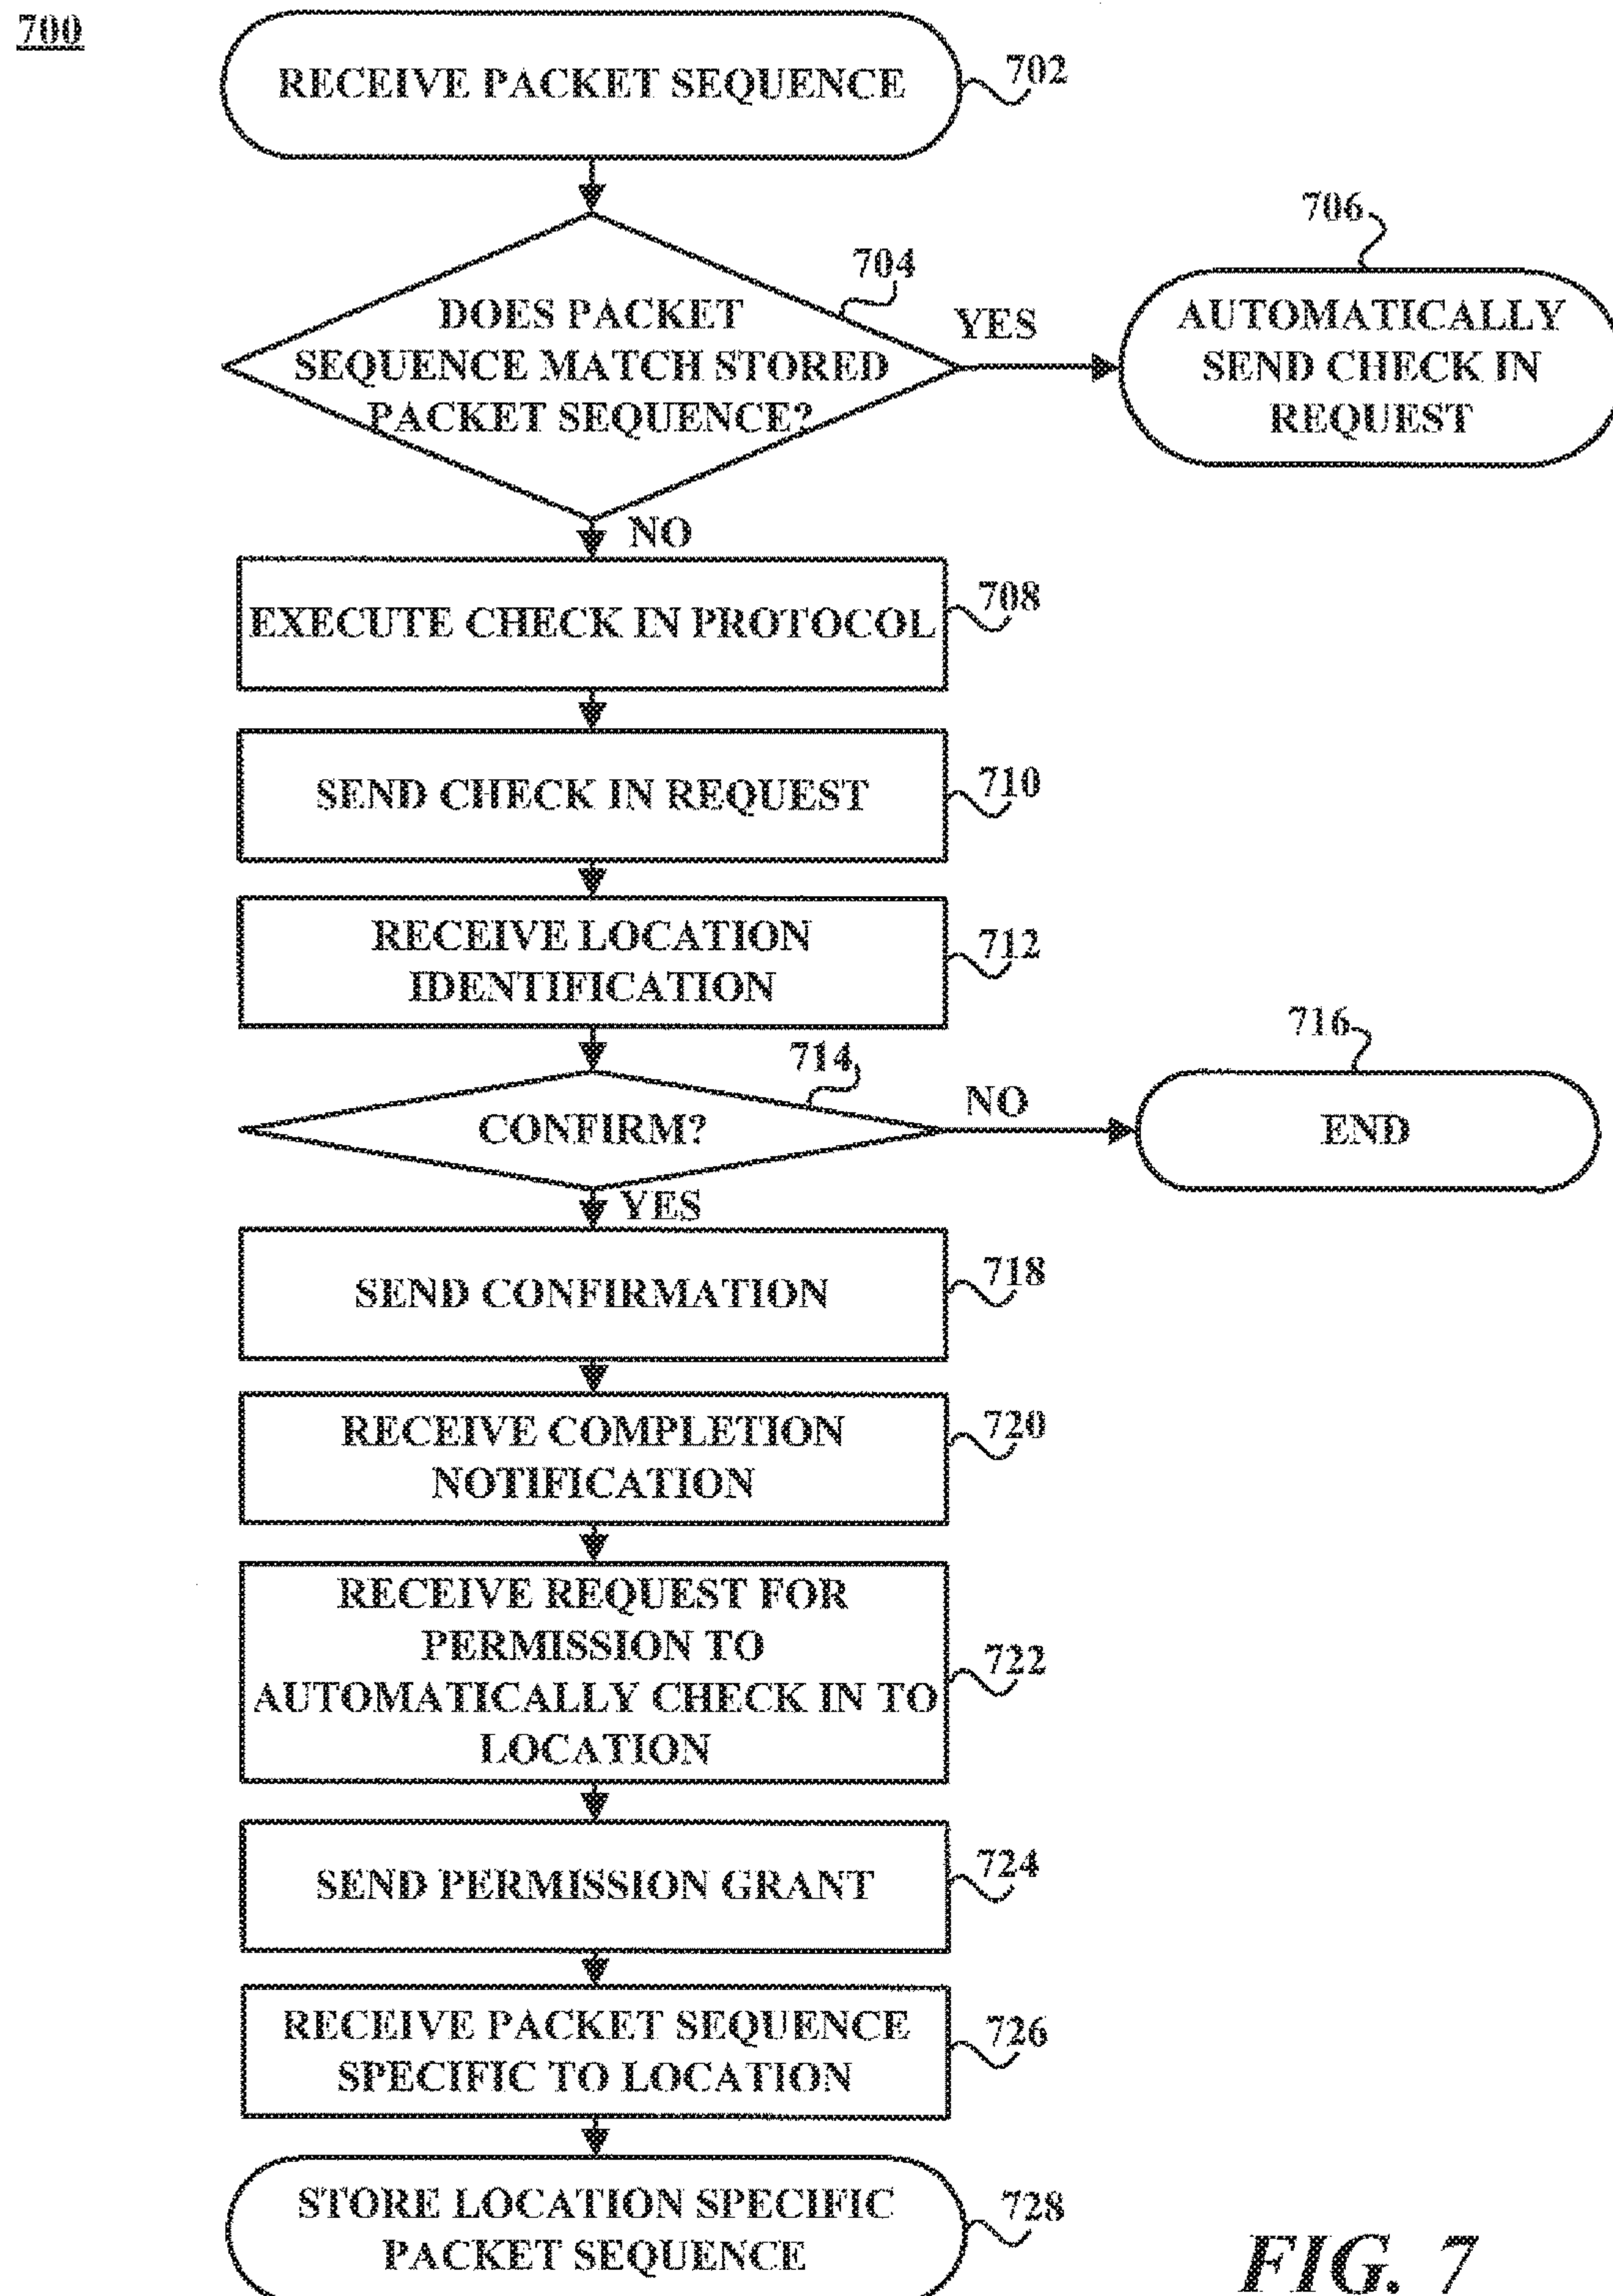 700
RECEIVE PACKET SEQUENCE
702
706
704
DOES PACKET
SEQUENCE MATCH STORED
PACKET SEQUENCE?
YES
AUTOMATICALLY
SEND CHECK IN
REQUEST
NO
EXECUTE CHECK IN PROTOCOL
708
SEND CHECK IN REQUEST
710
RECEIVE LOCATION
IDENTIFICATION
712
714
716
CONFIRM?
NO
END
YES
SEND CONFIRMATION
718
RECEIVE COMPLETION
NOTIFICATION
720
RECEIVE REQUEST FOR
PERMISSION TO
AUTOMATICALLY CHECK IN TO
LOCATION
722
SEND PERMISSION GRANT
724
RECEIVE PACKET SEQUENCE
SPECIFIC TO LOCATION
726
STORE LOCATION SPECIFIC
PACKET SEQUENCE
728
FIG. 7